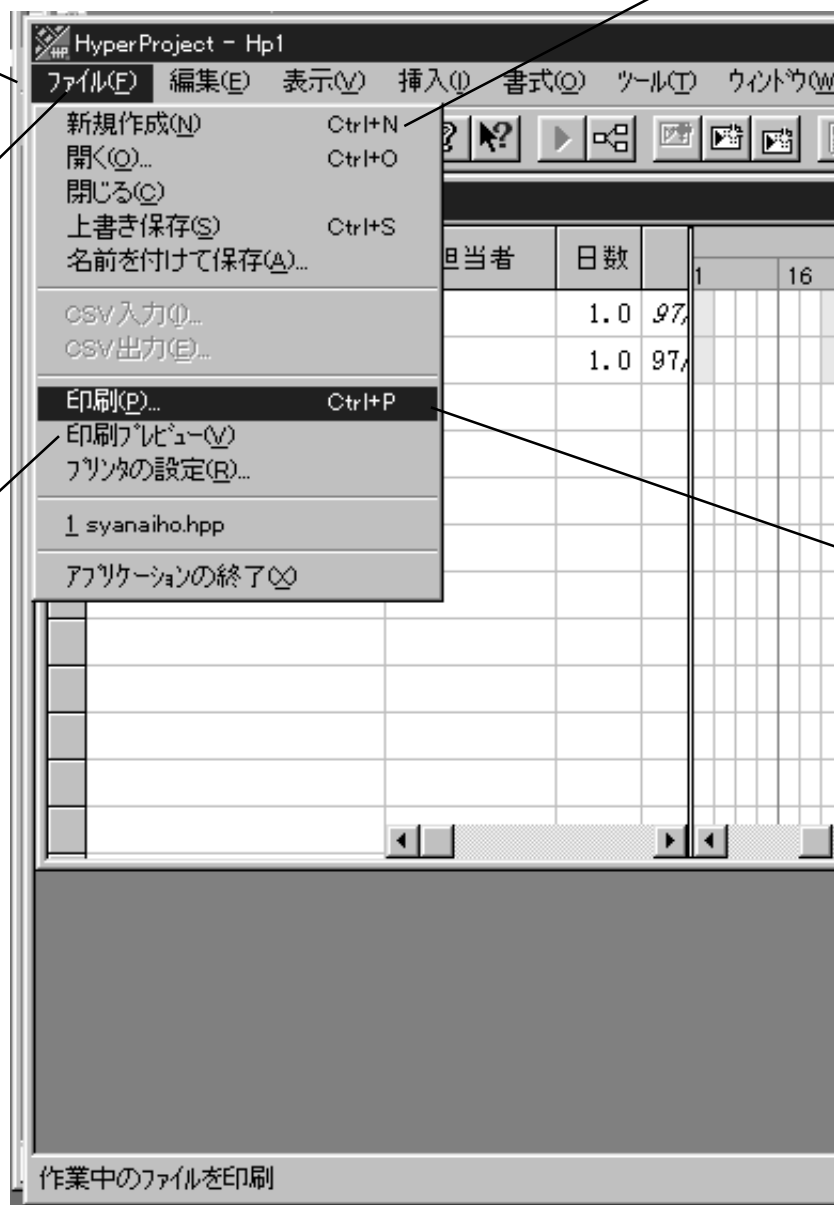 HyperProject - Hp1
ファイル(F) 編集(E) 表示(V) 挿入(I) 書式(O) ツール(T) ウィンドウ(W
新規作成(N) Ctrl+N
開く(O)... Ctrl+O
閉じる(C)
上書き保存(S) Ctrl+S
名前を付けて保存(A)...
CSV入力(I)...
CSV出力(E)...
印刷(P)... Ctrl+P
印刷プレビュー(V)
プリンタの設定(R)...
1 syanaiho.hpp
アプリケーションの終了(X)
担当者 日数 1 16
1.0 97/
1.0 97/
作業中のファイルを印刷